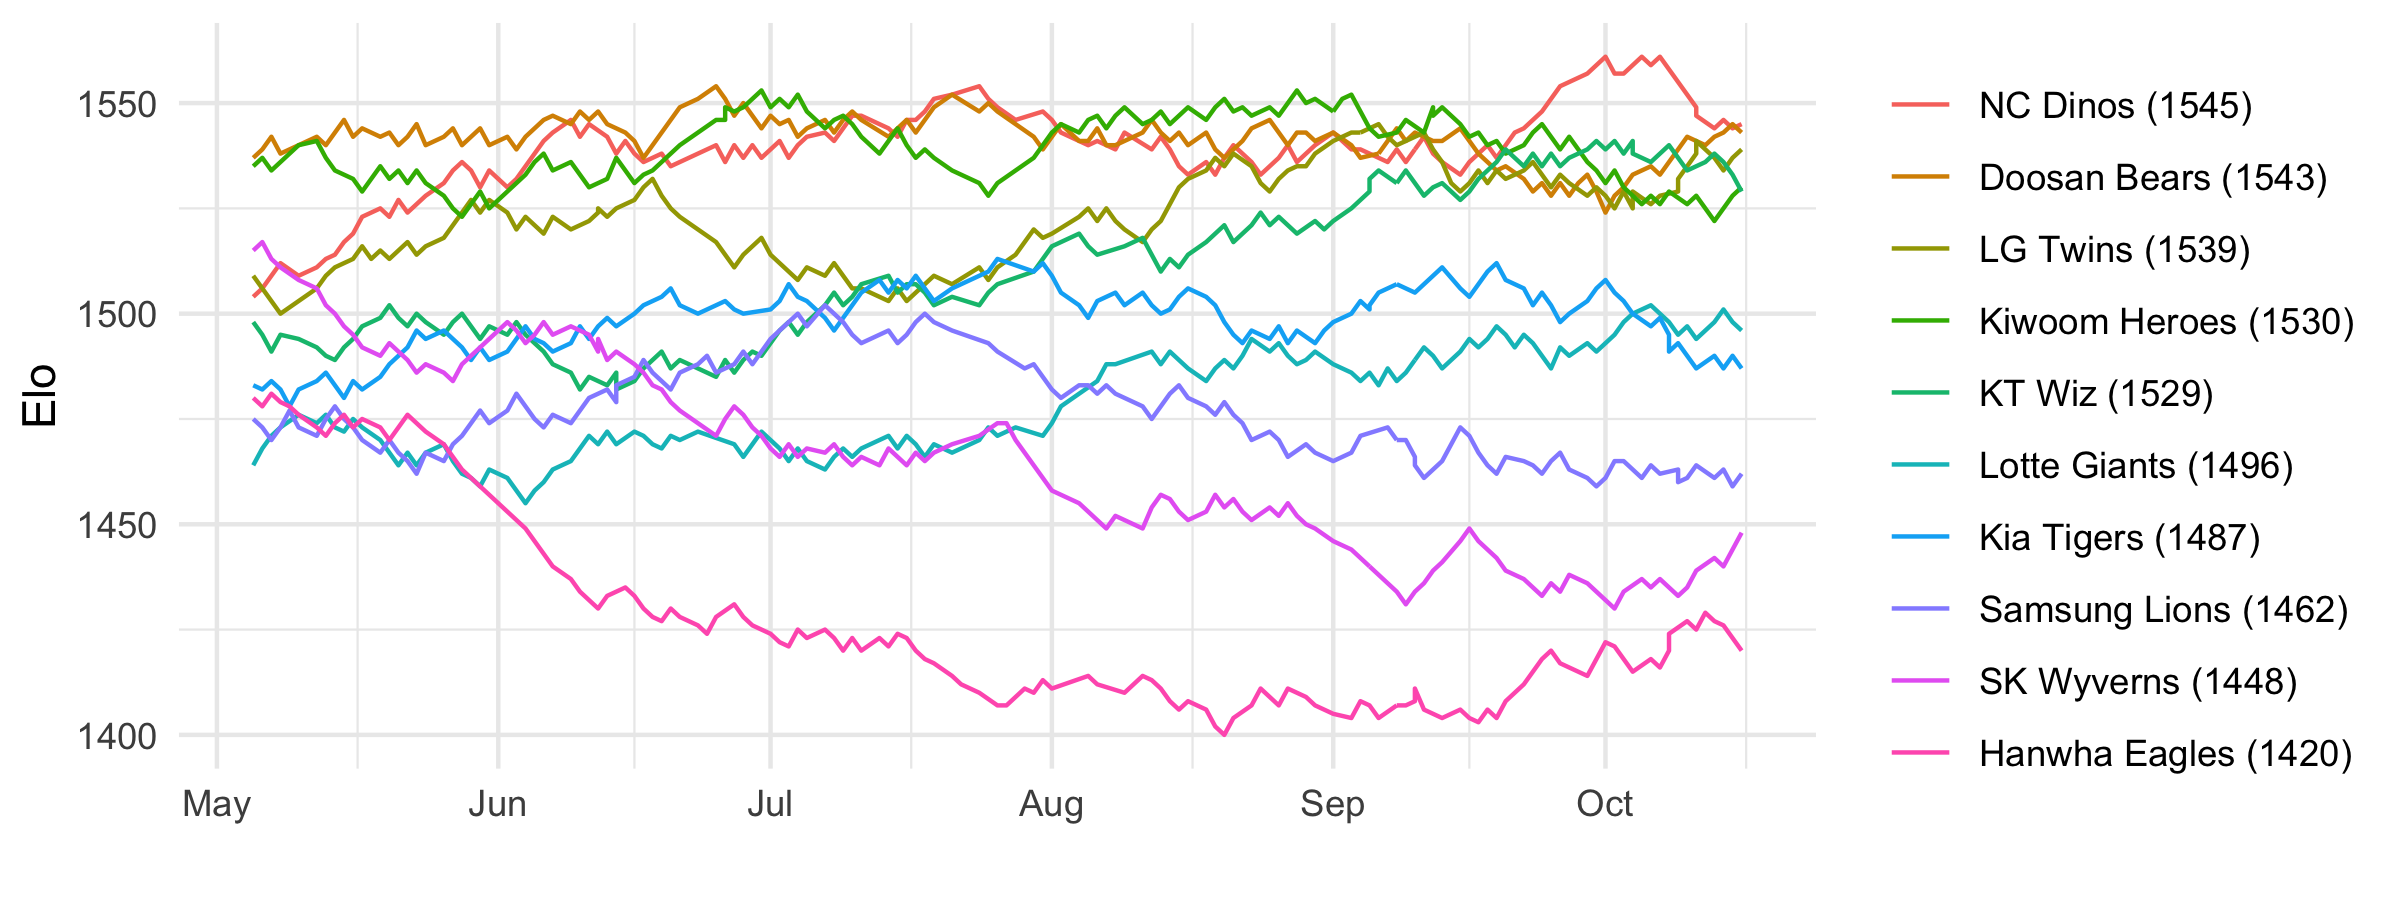 1550
1500
1450
1400
Elo
May Jun Jul Aug Sep Oct
NC Dinos (1545)
Doosan Bears (1543)
LG Twins (1539)
Kiwoom Heroes (1530)
KT Wiz (1529)
Lotte Giants (1496)
Kia Tigers (1487)
Samsung Lions (1462)
SK Wyverns (1448)
Hanwha Eagles (1420)